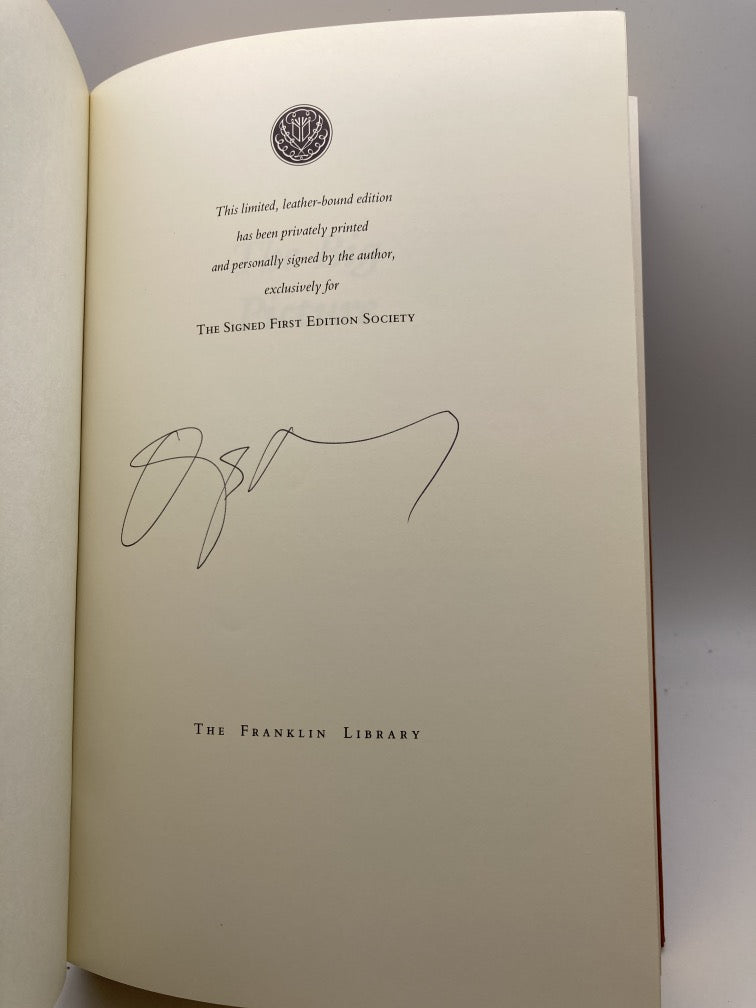 This limited, leather-bound edition
has been privately printed
and personally signed by the author,
exclusively for
THE SIGNED FIRST EDITION SOCIETY
THE FRANKLIN LIBRARY